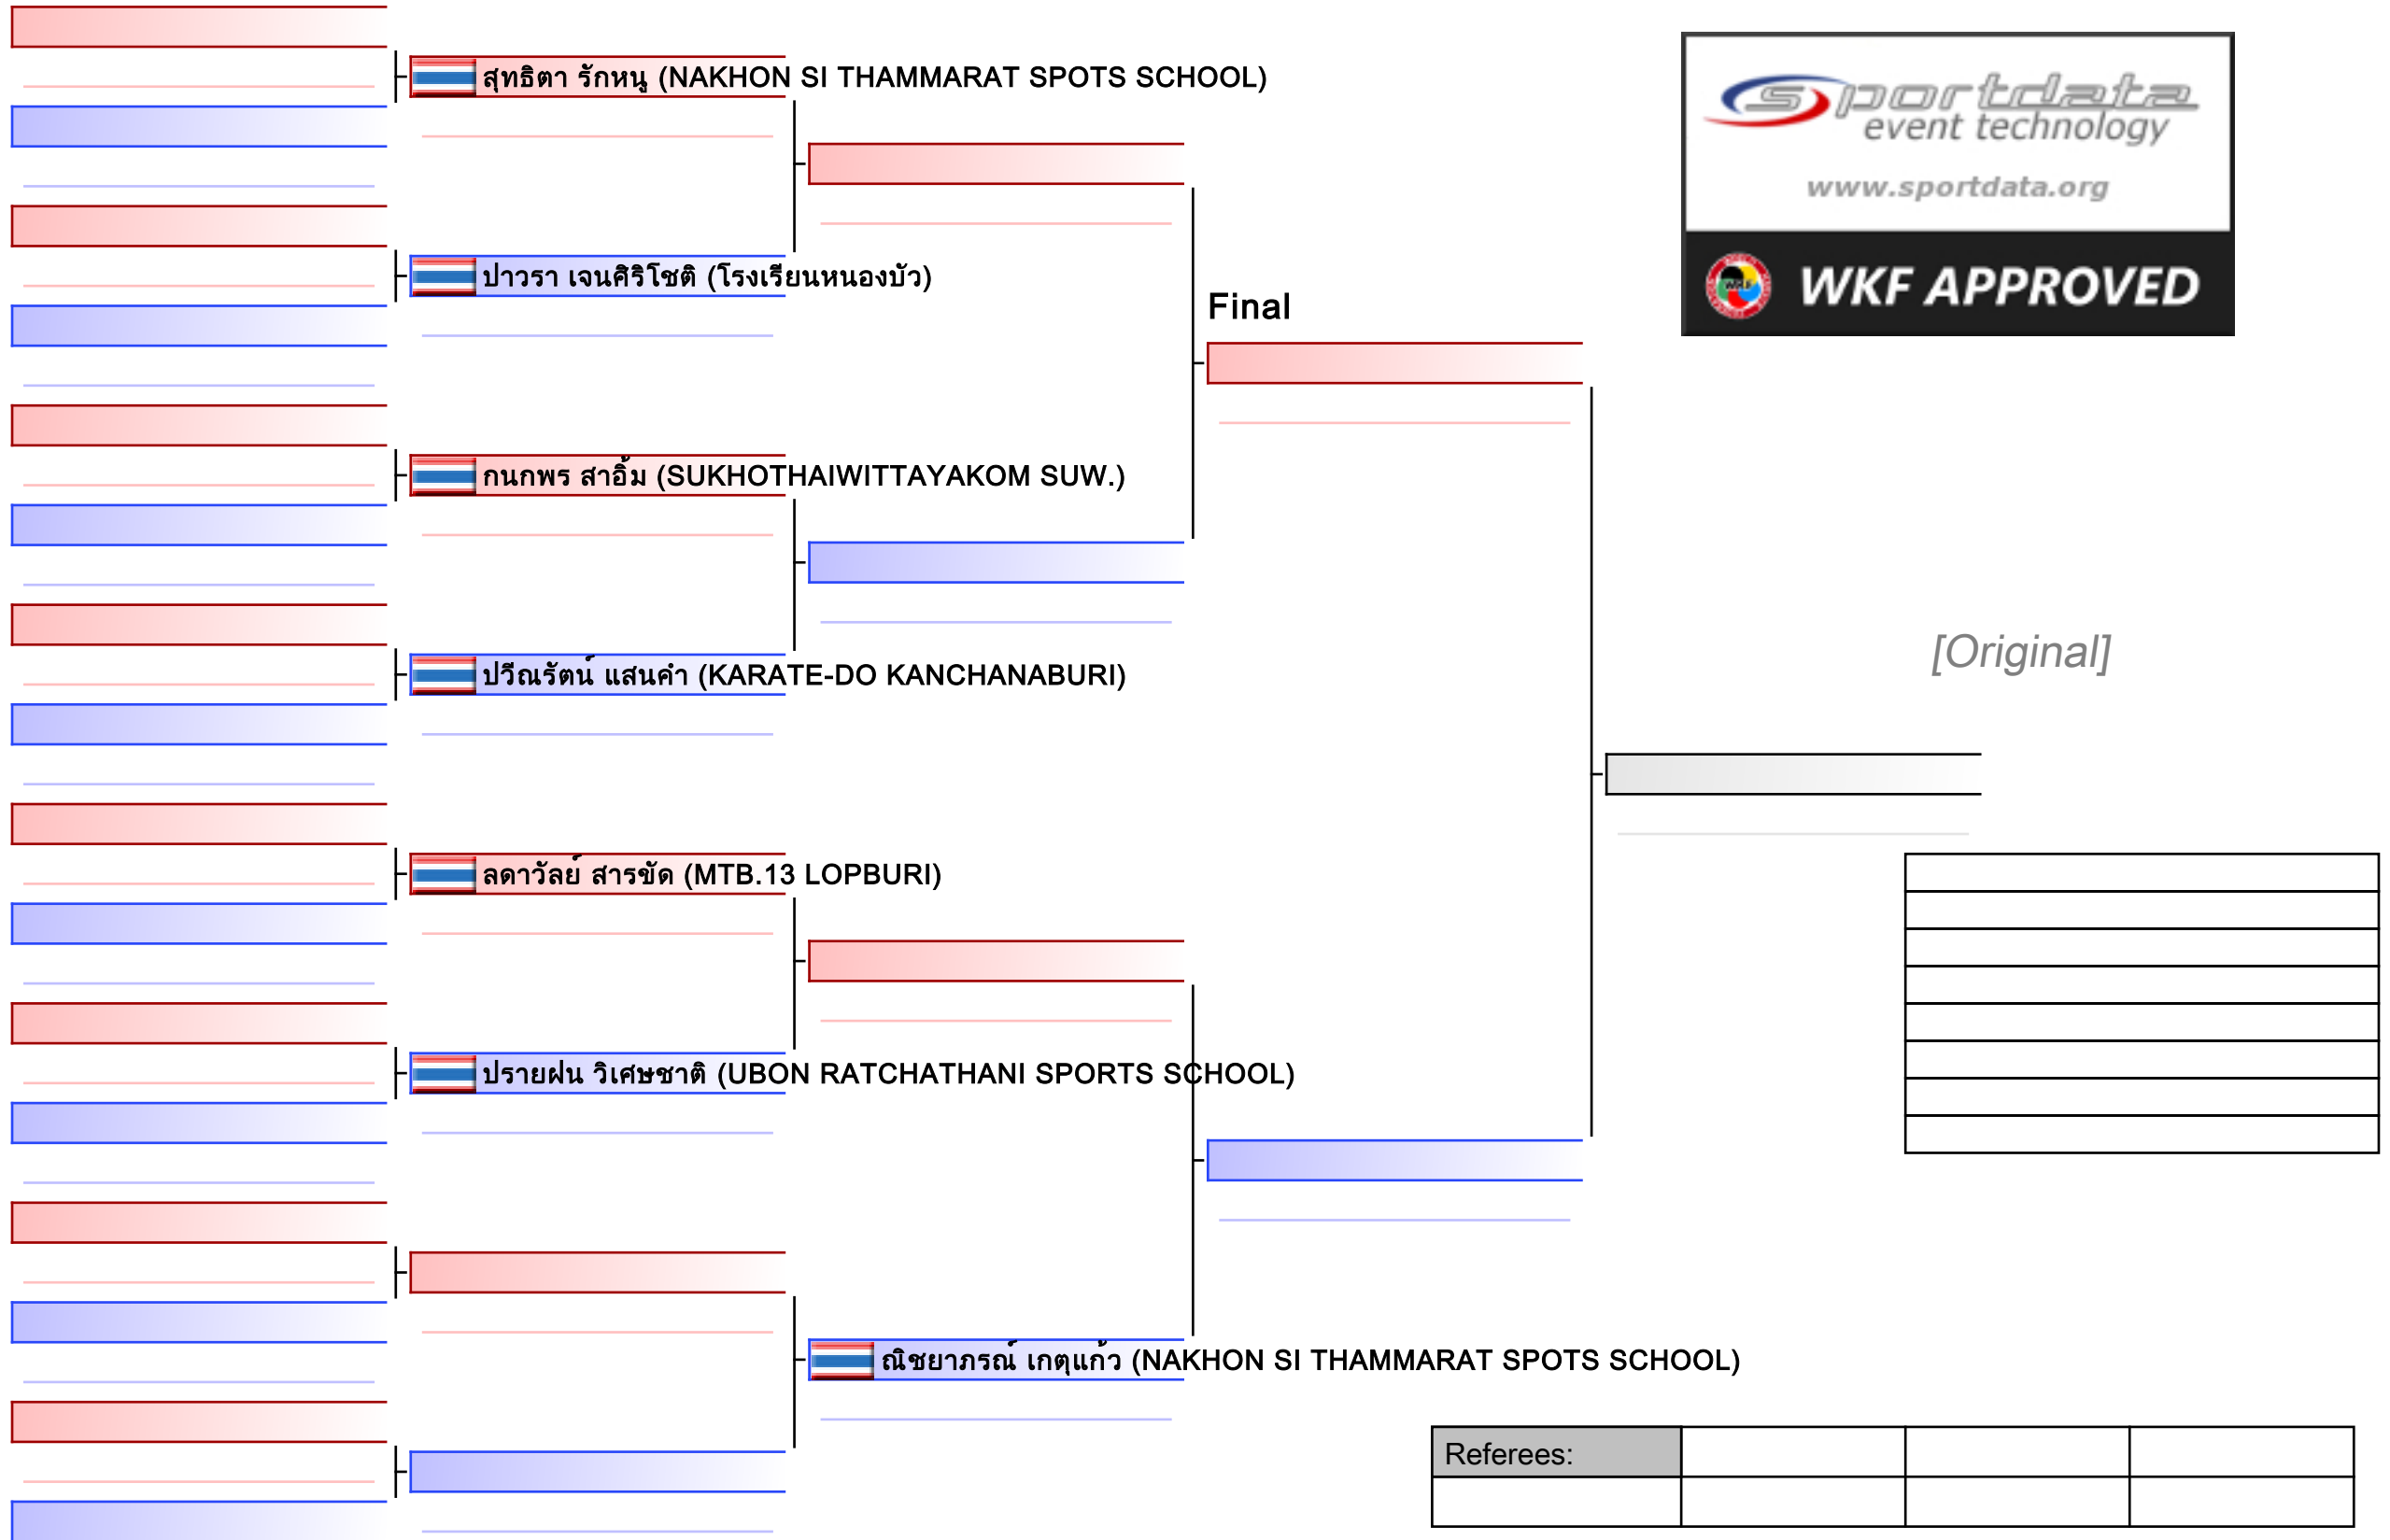 สุทธิตา รักหนู (NAKHON SI THAMMARAT SPOTS SCHOOL)
sportdata
event technology
www.sportdata.org
WKF APPROVED
ปาวรา เจนศิริโชติ (โรงเรียนหนองบัว)
Final
กนกพร สาอิ้ม (SUKHOTHAIWITTAYAKOM SUW.)
[Original]
ปวีณรัตน์ แสนคำ (KARATE-DO KANCHANABURI)
ลดาวัลย์ สารขัด (MTB.13 LOPBURI)
ปรายฝน วิเศษชาติ (UBON RATCHATHANI SPORTS SCHOOL)
ณิชยาภรณ์ เกตุแก้ว (NAKHON SI THAMMARAT SPOTS SCHOOL)
Referees: